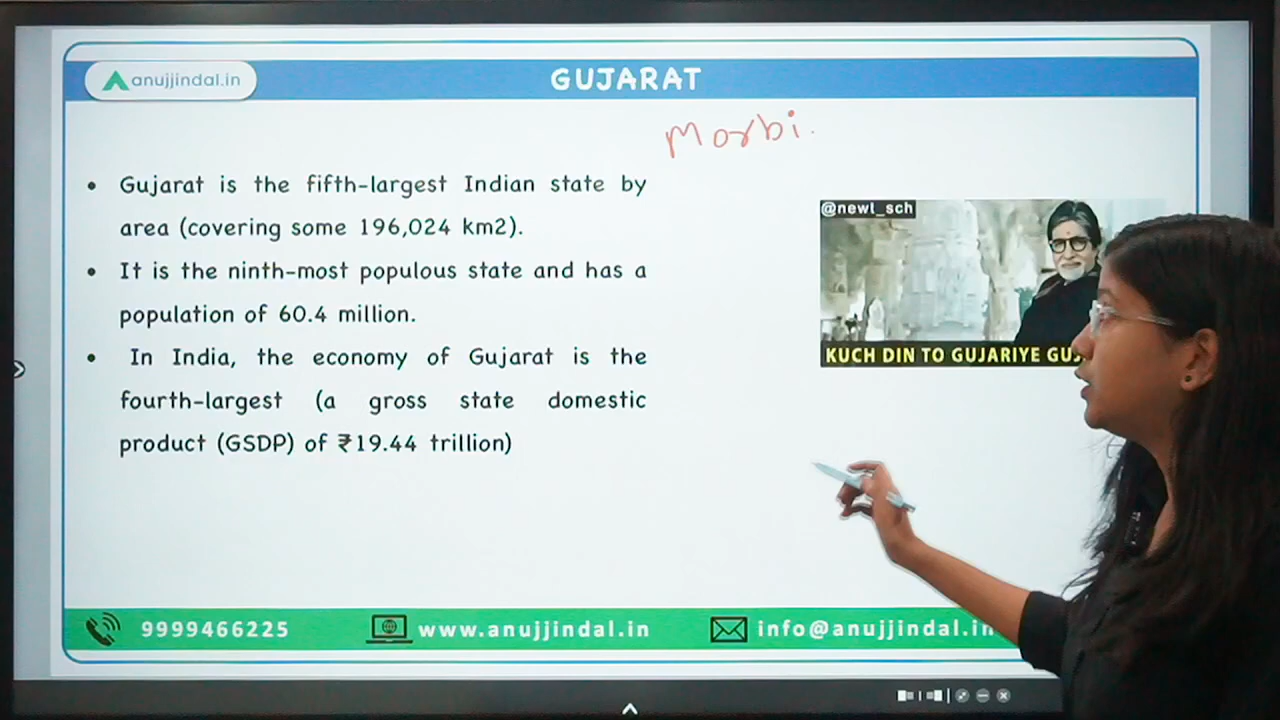 anujjindal.in
GUJARAT
Morbi.
• Gujarat is the fifth-largest Indian state by
area (covering some 196,024 km2).
• It is the ninth-most populous state and has a
population of 60.4 million.
• In India, the economy of Gujarat is the
fourth-largest (a gross state domestic
product (GSDP) of ₹19.44 trillion)
@newl_sch
KUCH DIN TO GUJARIYE
9999466225
www.anujjindal.in
info@anujjindal.in